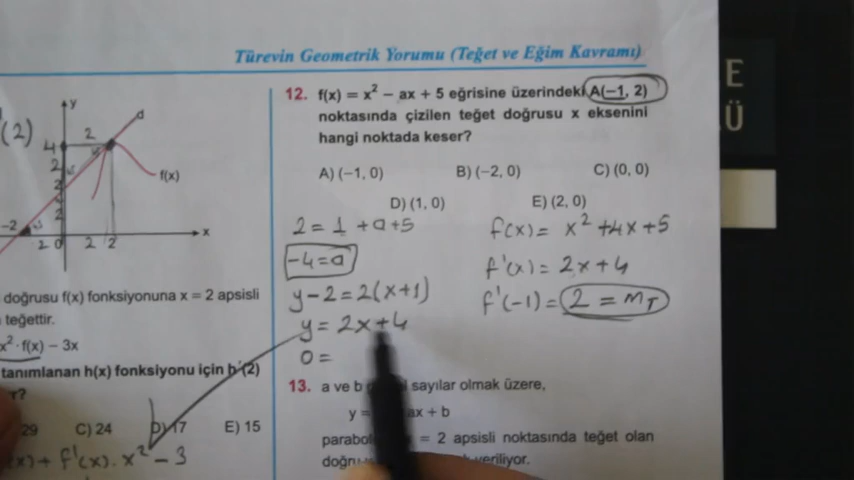 Türevin Geometrik Yorumu (Teğet ve Eğim Kavramı)
(2)
y
d
4
2
f(x)
2
2
2
-2
2 0 2 2
x
doğrusu f(x) fonksiyonuna x = 2 apsisli
teğettir.
x²·f(x) – 3x
tanımlanan h(x) fonksiyonu için h'(2)
r?
29 C) 24 D) 17 E) 15
(x) + f'(x) . x² - 3
12. f(x) = x² – ax + 5 eğrisine üzerindeki A(–1, 2)
noktasında çizilen teğet doğrusu x eksenini
hangi noktada keser?
A) (–1, 0) B) (–2, 0) C) (0, 0)
D) (1, 0) E) (2, 0)
2 = 1 + a + 5
-4 = a
y - 2 = 2(x+1)
y = 2x + 4
0 =
f(x) = x² + 4x + 5
f'(x) = 2x + 4
f'(-1) = 2 = mT
13. a ve b sayılar olmak üzere,
y = ax + b
= 2 apsisli noktasında teğet olan
veriliyor.
E
Ü